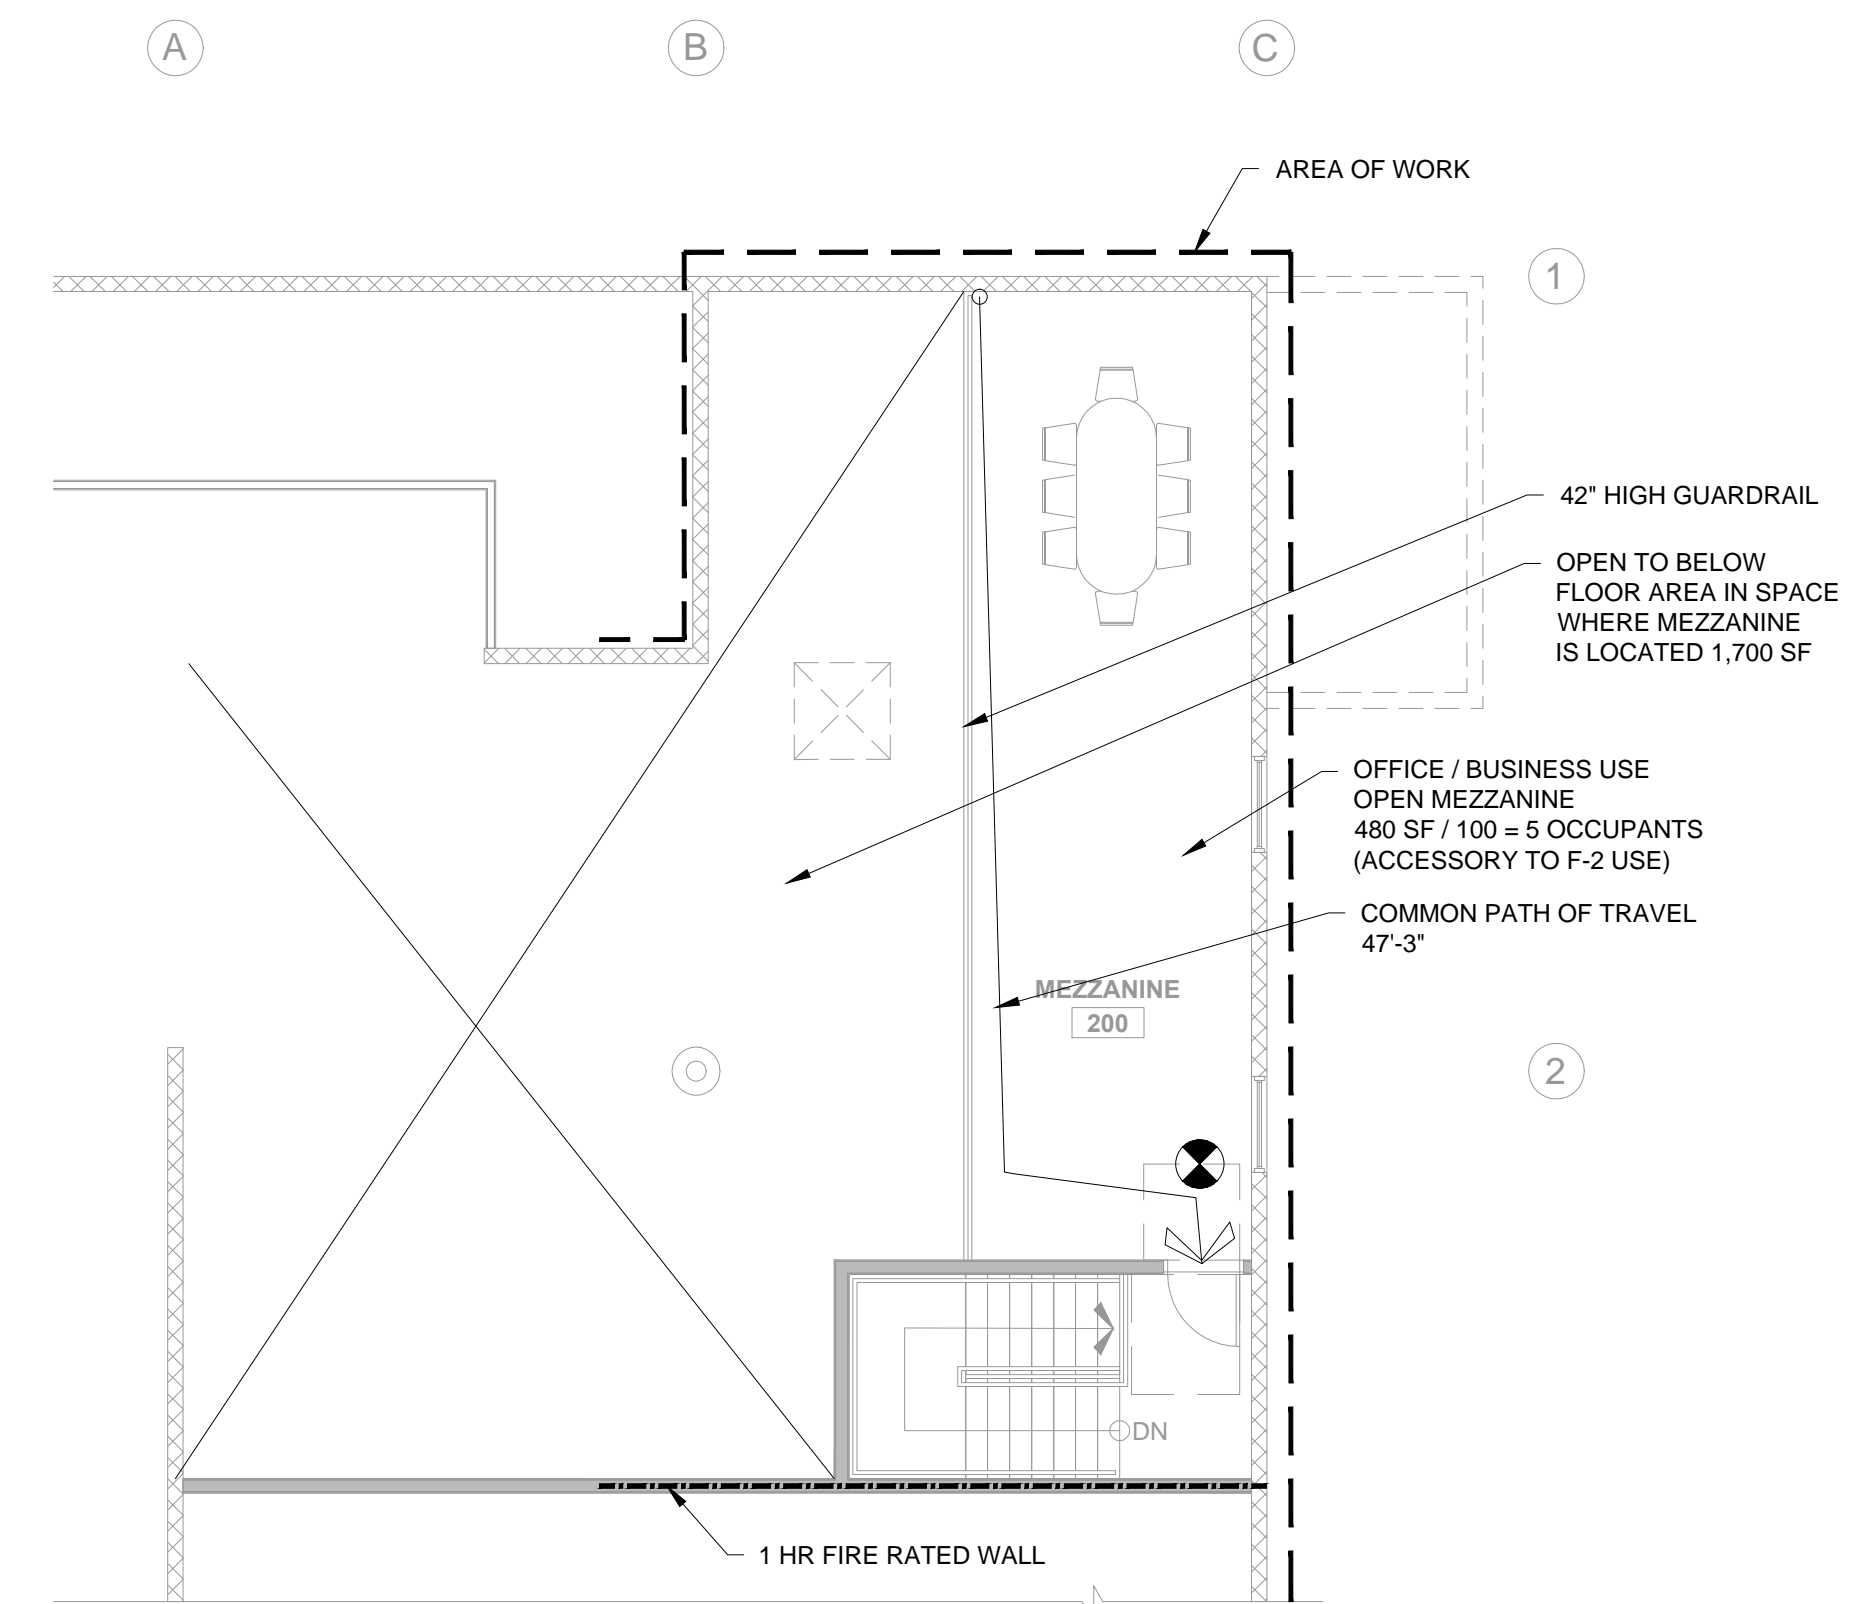 A
B
C
AREA OF WORK
1
42" HIGH GUARDRAIL
OPEN TO BELOW
FLOOR AREA IN SPACE
WHERE MEZZANINE
IS LOCATED 1,700 SF
OFFICE / BUSINESS USE
OPEN MEZZANINE
480 SF / 100 = 5 OCCUPANTS
(ACCESSORY TO F-2 USE)
COMMON PATH OF TRAVEL
47'-3"
MEZZANINE
200
2
DN
1 HR FIRE RATED WALL